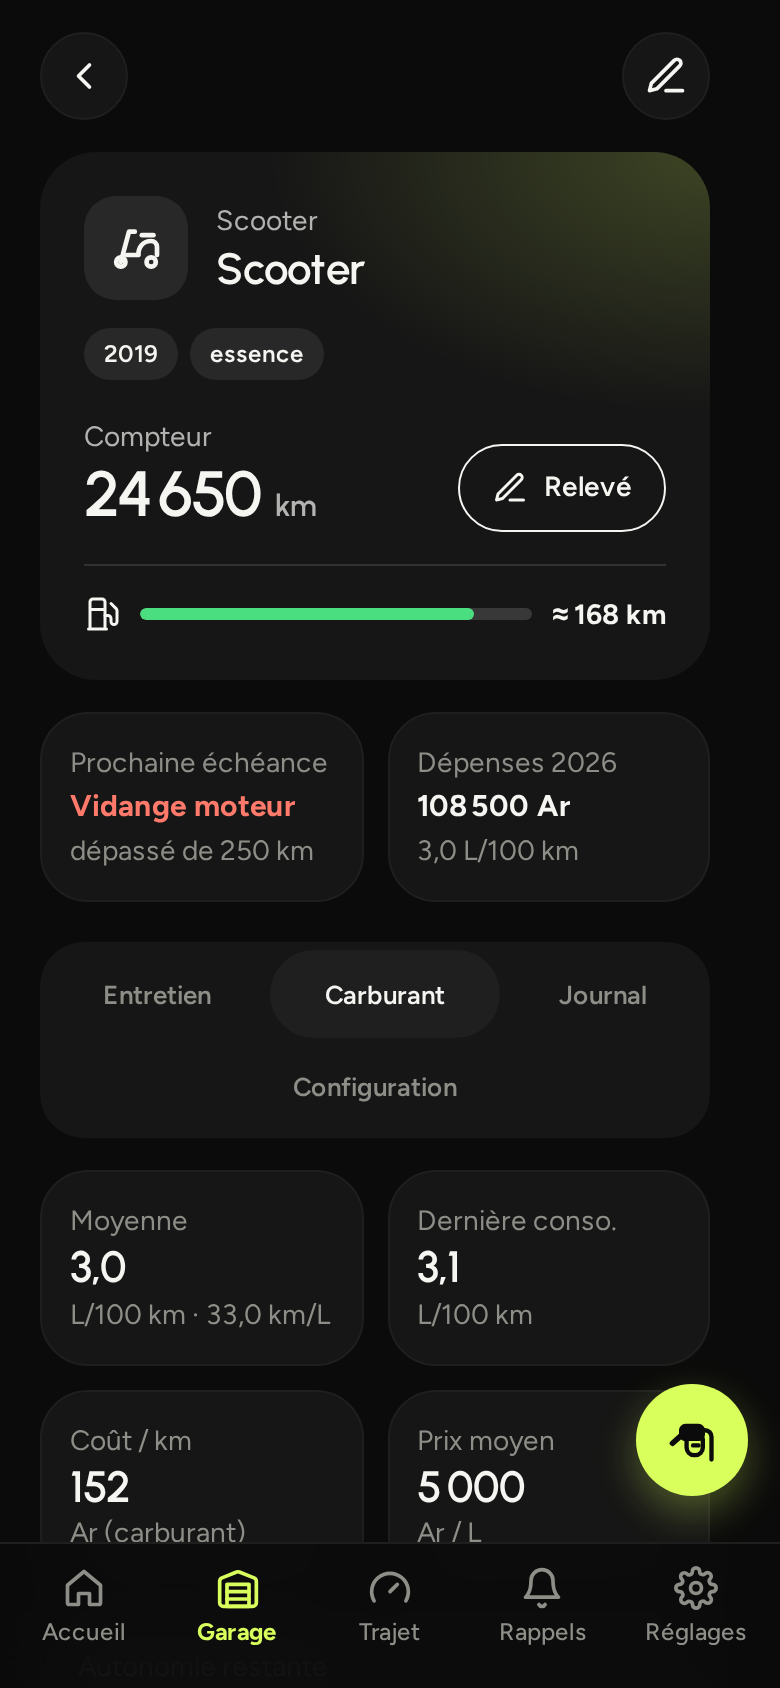 Scooter
Scooter
2019 essence
Compteur
24 650 km
Relevé
≈ 168 km
Prochaine échéance
Vidange moteur
dépassé de 250 km
Dépenses 2026
108 500 Ar
3,0 L/100 km
Entretien Carburant Journal
Configuration
Moyenne
3,0
L/100 km · 33,0 km/L
Dernière conso.
3,1
L/100 km
Coût / km
152
Ar (carburant)
Prix moyen
5 000
Ar / L
Accueil Garage Trajet Rappels Réglages
Autonomie restante